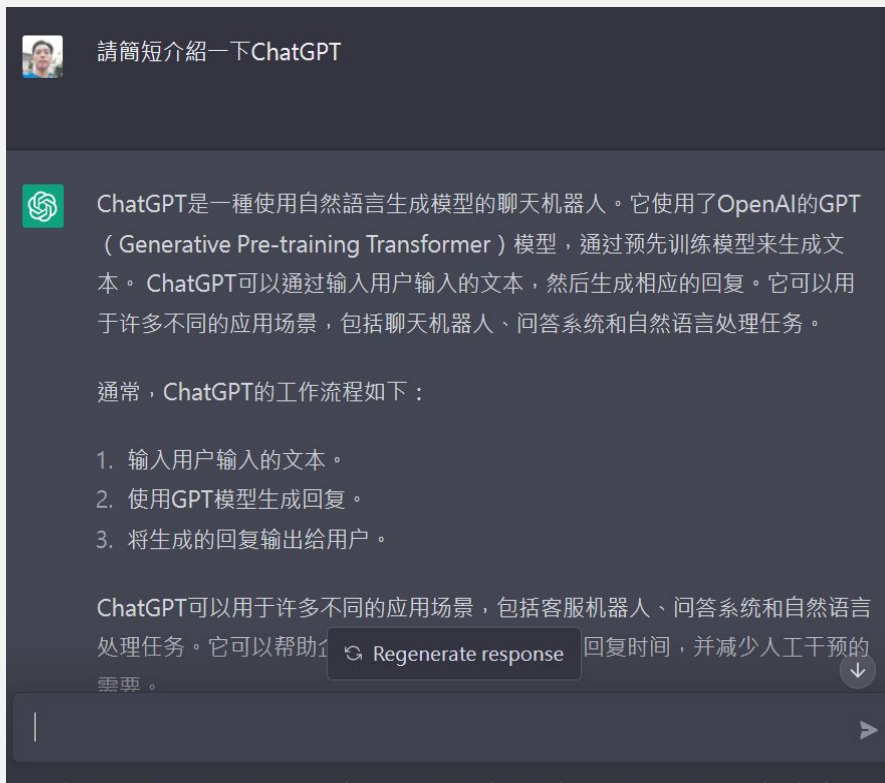 請簡短介紹一下ChatGPT
ChatGPT是一種使用自然語言生成模型的聊天机器人。它使用了OpenAI的GPT
（Generative Pre-training Transformer）模型，通过预先训练模型来生成文
本。 ChatGPT可以通过输入用户输入的文本，然后生成相应的回复。它可以用
于许多不同的应用场景，包括聊天机器人、问答系统和自然语言处理任务。
通常，ChatGPT的工作流程如下：
1. 输入用户输入的文本。
2. 使用GPT模型生成回复。
3. 将生成的回复输出给用户。
ChatGPT可以用于许多不同的应用场景，包括客服机器人、问答系统和自然语言
处理任务。它可以帮助 Regenerate response 回复时间，并减少人工干预的
需要。